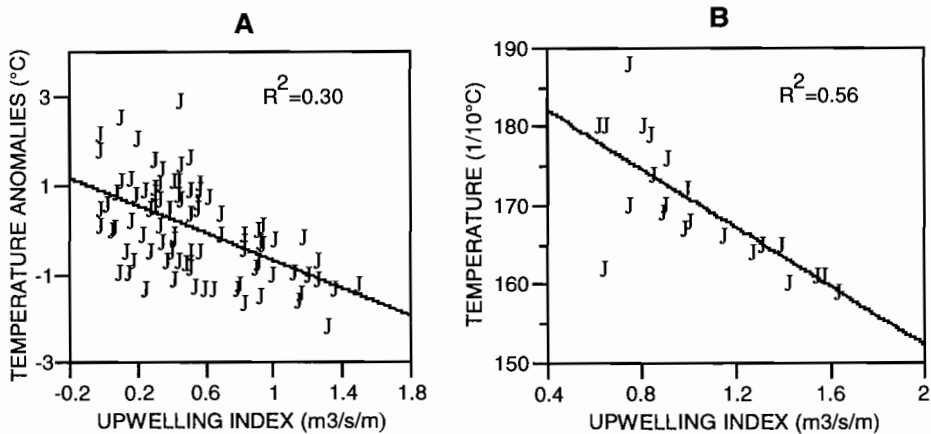 A
TEMPERATURE ANOMALIES (°C)
R2=0.30
3
1
-1
-3
-0.2 0.2 0.6 1 1.4 1.8
UPWELLING INDEX (m3/s/m)
B
TEMPERATURE (1/10°C)
R2=0.56
190
180
170
160
150
0.4 0.8 1.2 1.6 2
UPWELLING INDEX (m3/s/m)